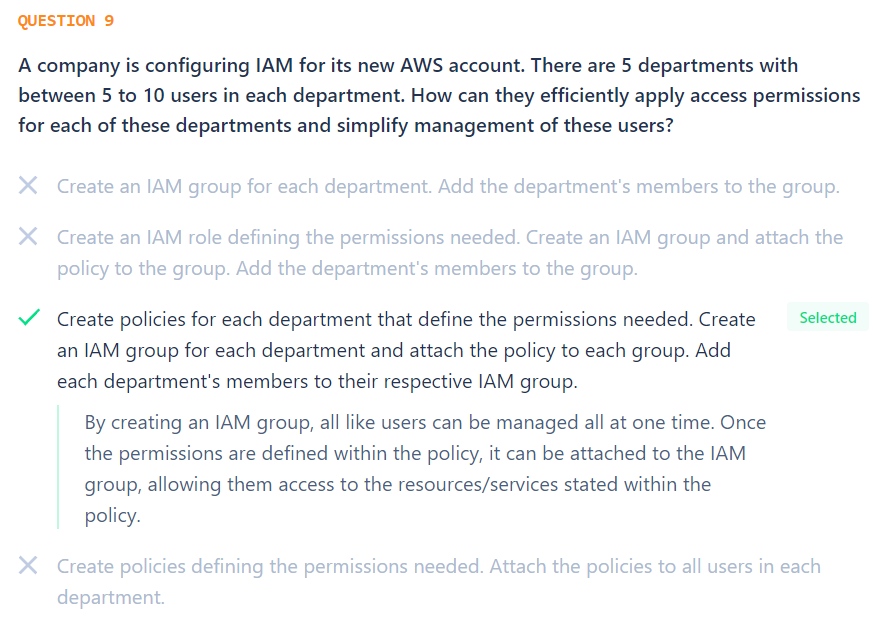 QUESTION 9
A company is configuring IAM for its new AWS account. There are 5 departments with
between 5 to 10 users in each department. How can they efficiently apply access permissions
for each of these departments and simplify management of these users?
Create an IAM group for each department. Add the department's members to the group.
Create an IAM role defining the permissions needed. Create an IAM group and attach the
policy to the group. Add the department's members to the group.
Create policies for each department that define the permissions needed. Create
Selected
an IAM group for each department and attach the policy to each group. Add
each department's members to their respective IAM group.
By creating an IAM group, all like users can be managed all at one time. Once
the permissions are defined within the policy, it can be attached to the IAM
group, allowing them access to the resources/services stated within the
policy.
Create policies defining the permissions needed. Attach the policies to all users in each
department.